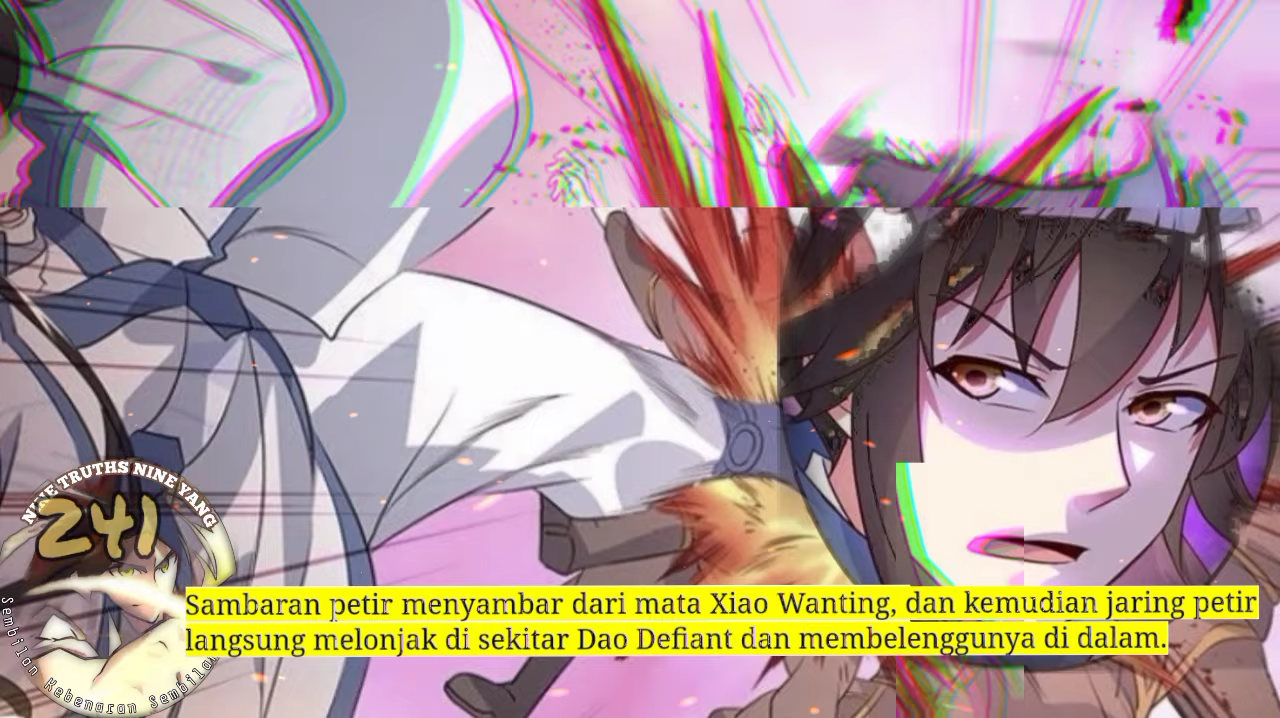 NINE TRUTHS NINE YANG
241
Sembilan Kebenaran Sembilan
Sambaran petir menyambar dari mata Xiao Wanting, dan kemudian jaring petir
langsung melonjak di sekitar Dao Defiant dan membelenggunya di dalam.